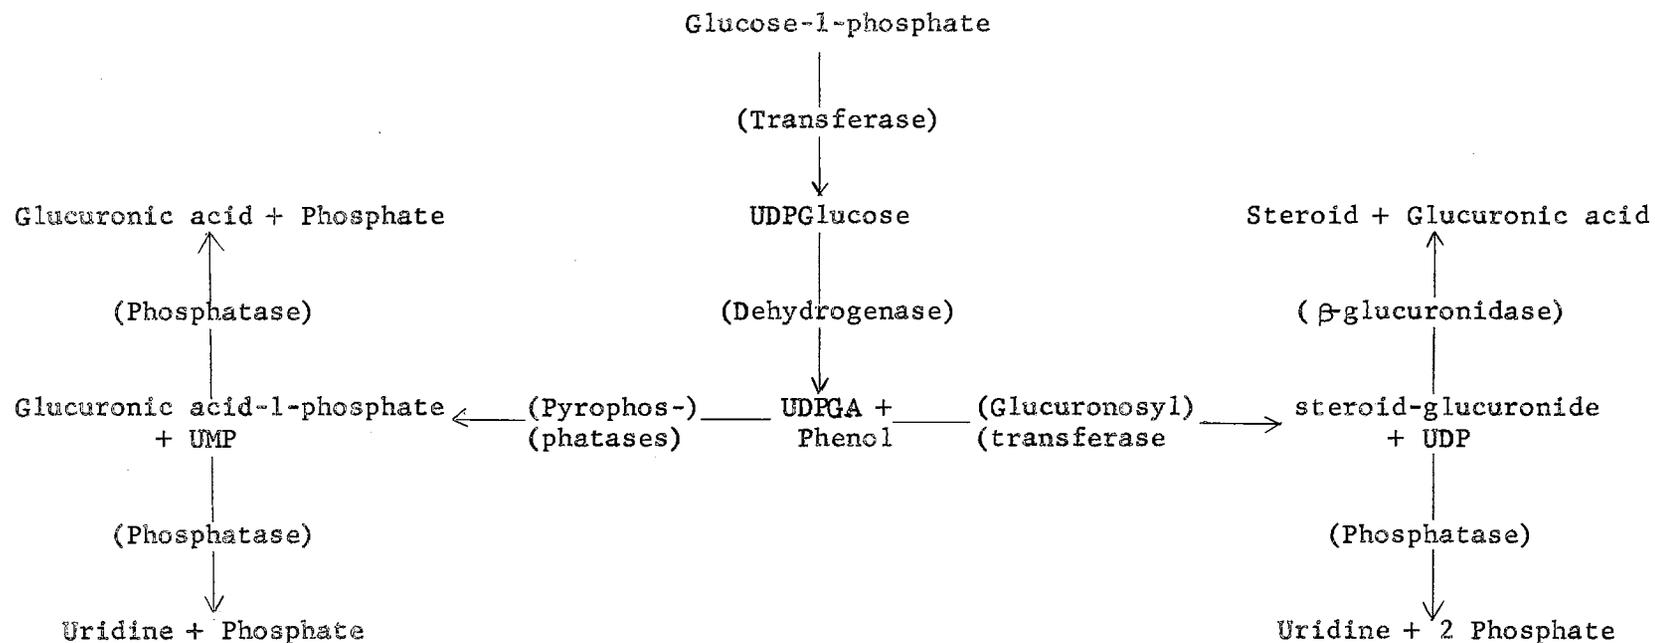 Glucose-1-phosphate
(Transferase)
Glucuronic acid + Phosphate
UDPGlucose
Steroid + Glucuronic acid
(Phosphatase)
(Dehydrogenase)
(β-glucuronidase)
Glucuronic acid-1-phosphate
+ UMP
(Pyrophos-)
(phatases)
UDPGA +
Phenol
(Glucuronosyl)
(transferase
steroid-glucuronide
+ UDP
(Phosphatase)
(Phosphatase)
Uridine + Phosphate
Uridine + 2 Phosphate